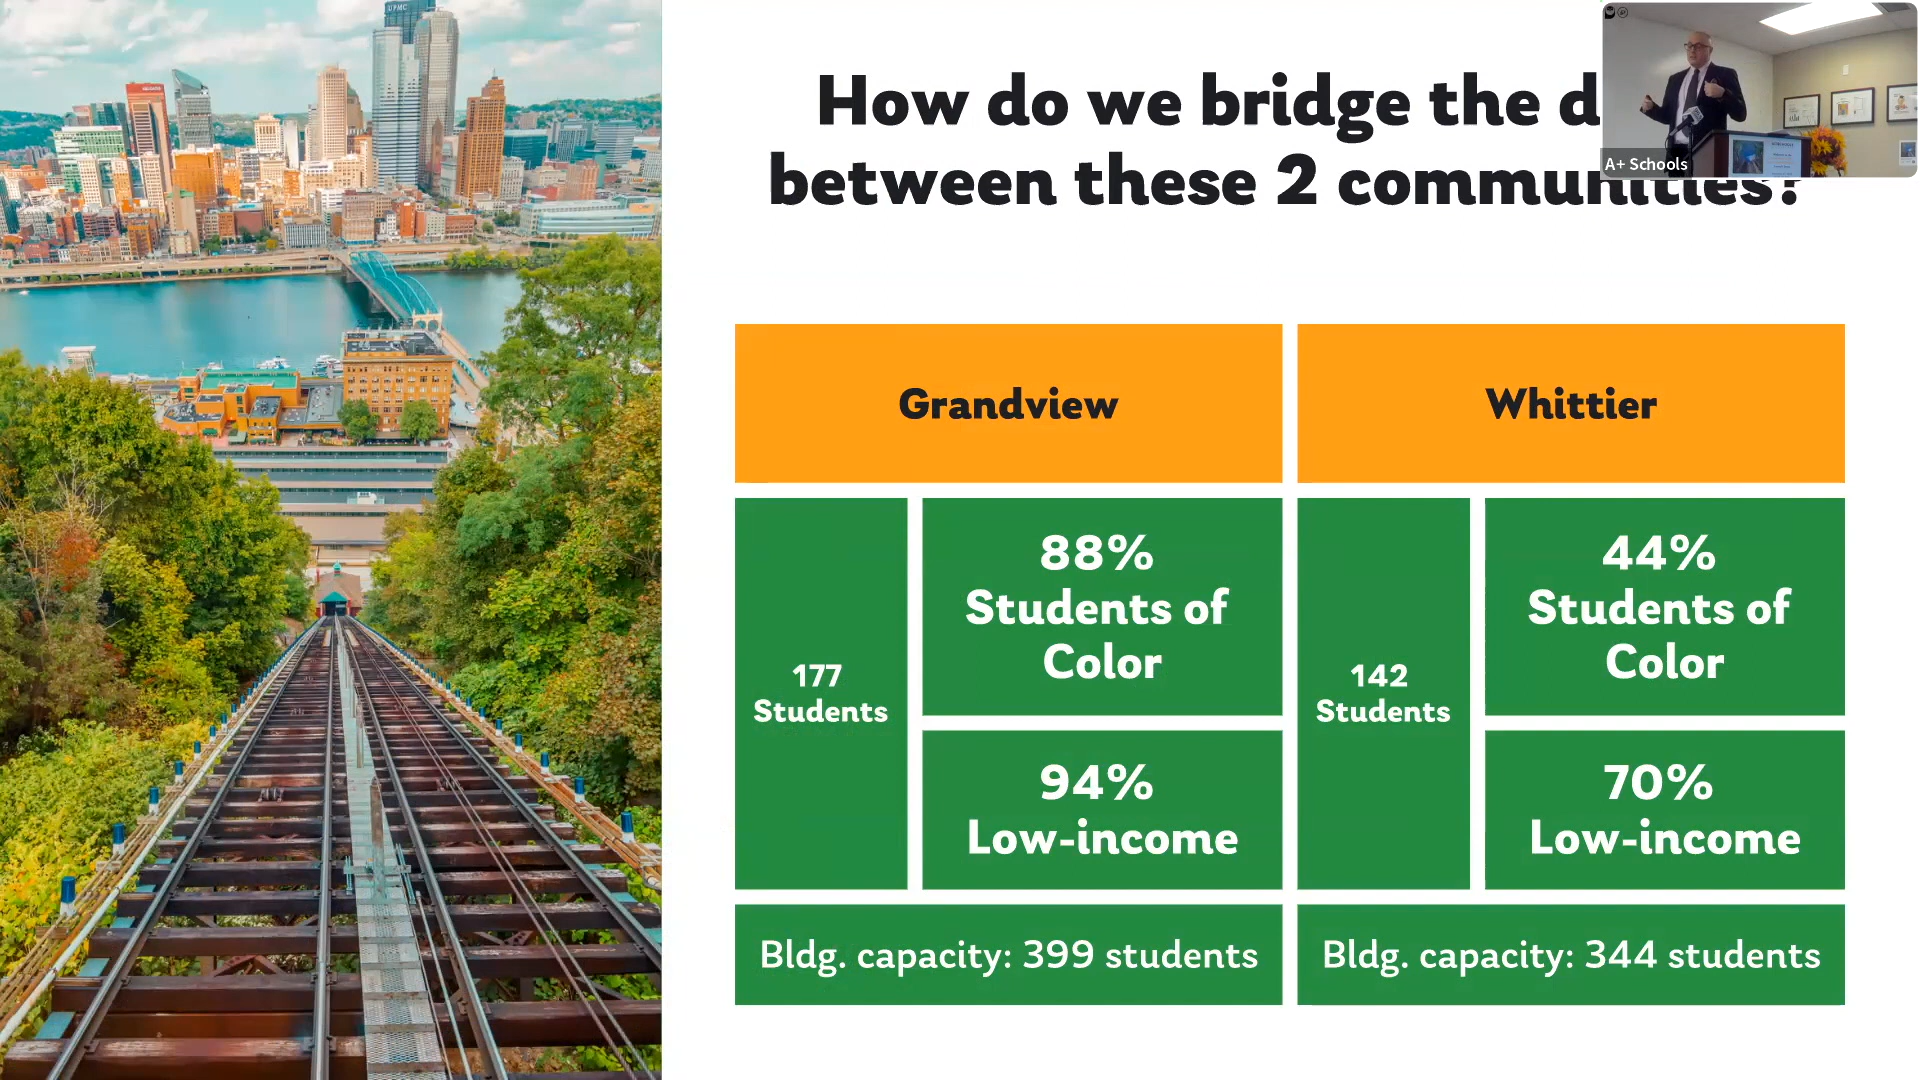 How do we bridge the d
between these 2 communities?
A+ Schools
UPMC
Grandview
Whittier
177
Students
88%
Students of
Color
94%
Low-income
142
Students
44%
Students of
Color
70%
Low-income
Bldg. capacity: 399 students
Bldg. capacity: 344 students